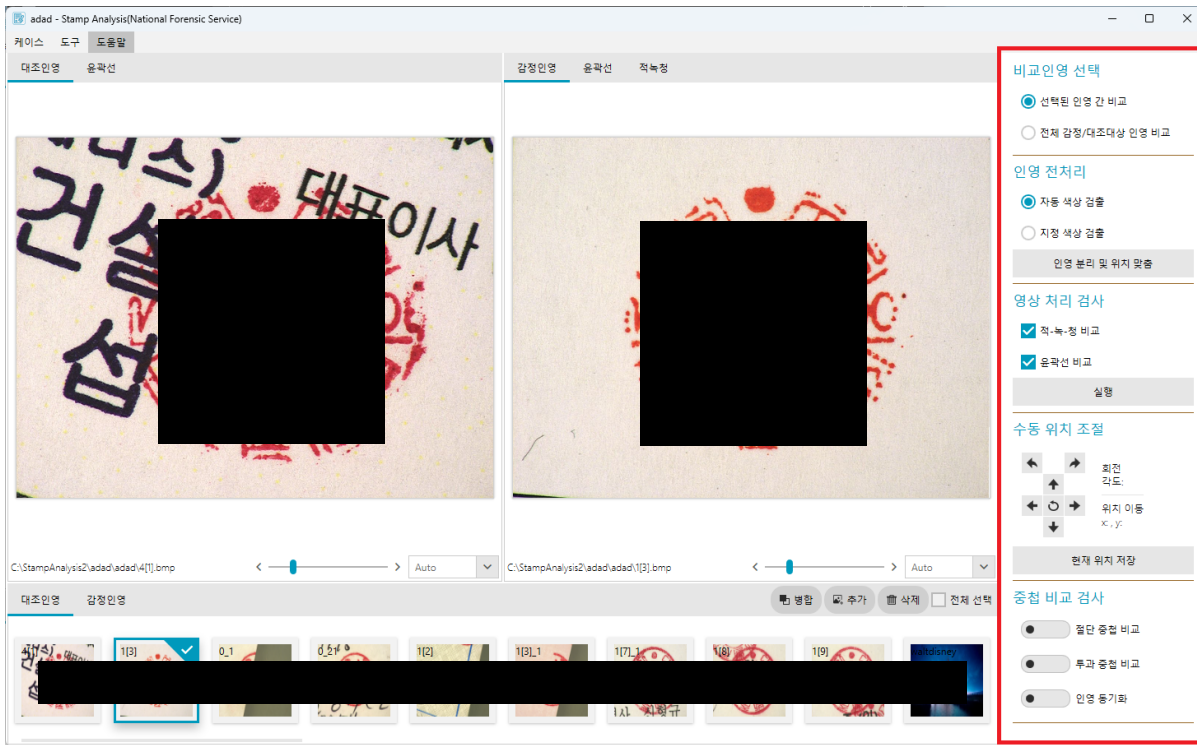 adad - Stamp Analysis(National Forensic Service)
케이스 도구 도움말
대조인영 윤곽선
감정인영 윤곽선 적녹청
건설
대표이사
섭
C:\StampAnalysis2\adad\adad\4[1].bmp
Auto
C:\StampAnalysis2\adad\adad\1[3].bmp
Auto
대조인영 감정인영
병합 추가 삭제 전체 선택
1[3] 0_1 0_21 1[2] 1[3]_1 1[7]_1 1[8] 1[9] waltdisney
비교인영 선택
선택된 인영 간 비교
전체 감정/대조대상 인영 비교
인영 전처리
자동 색상 검출
지정 색상 검출
인영 분리 및 위치 맞춤
영상 처리 검사
적-녹-청 비교
윤곽선 비교
실행
수동 위치 조절
회전
각도:
위치 이동
x: , y:
현재 위치 저장
중첩 비교 검사
절단 중첩 비교
투과 중첩 비교
인영 동기화